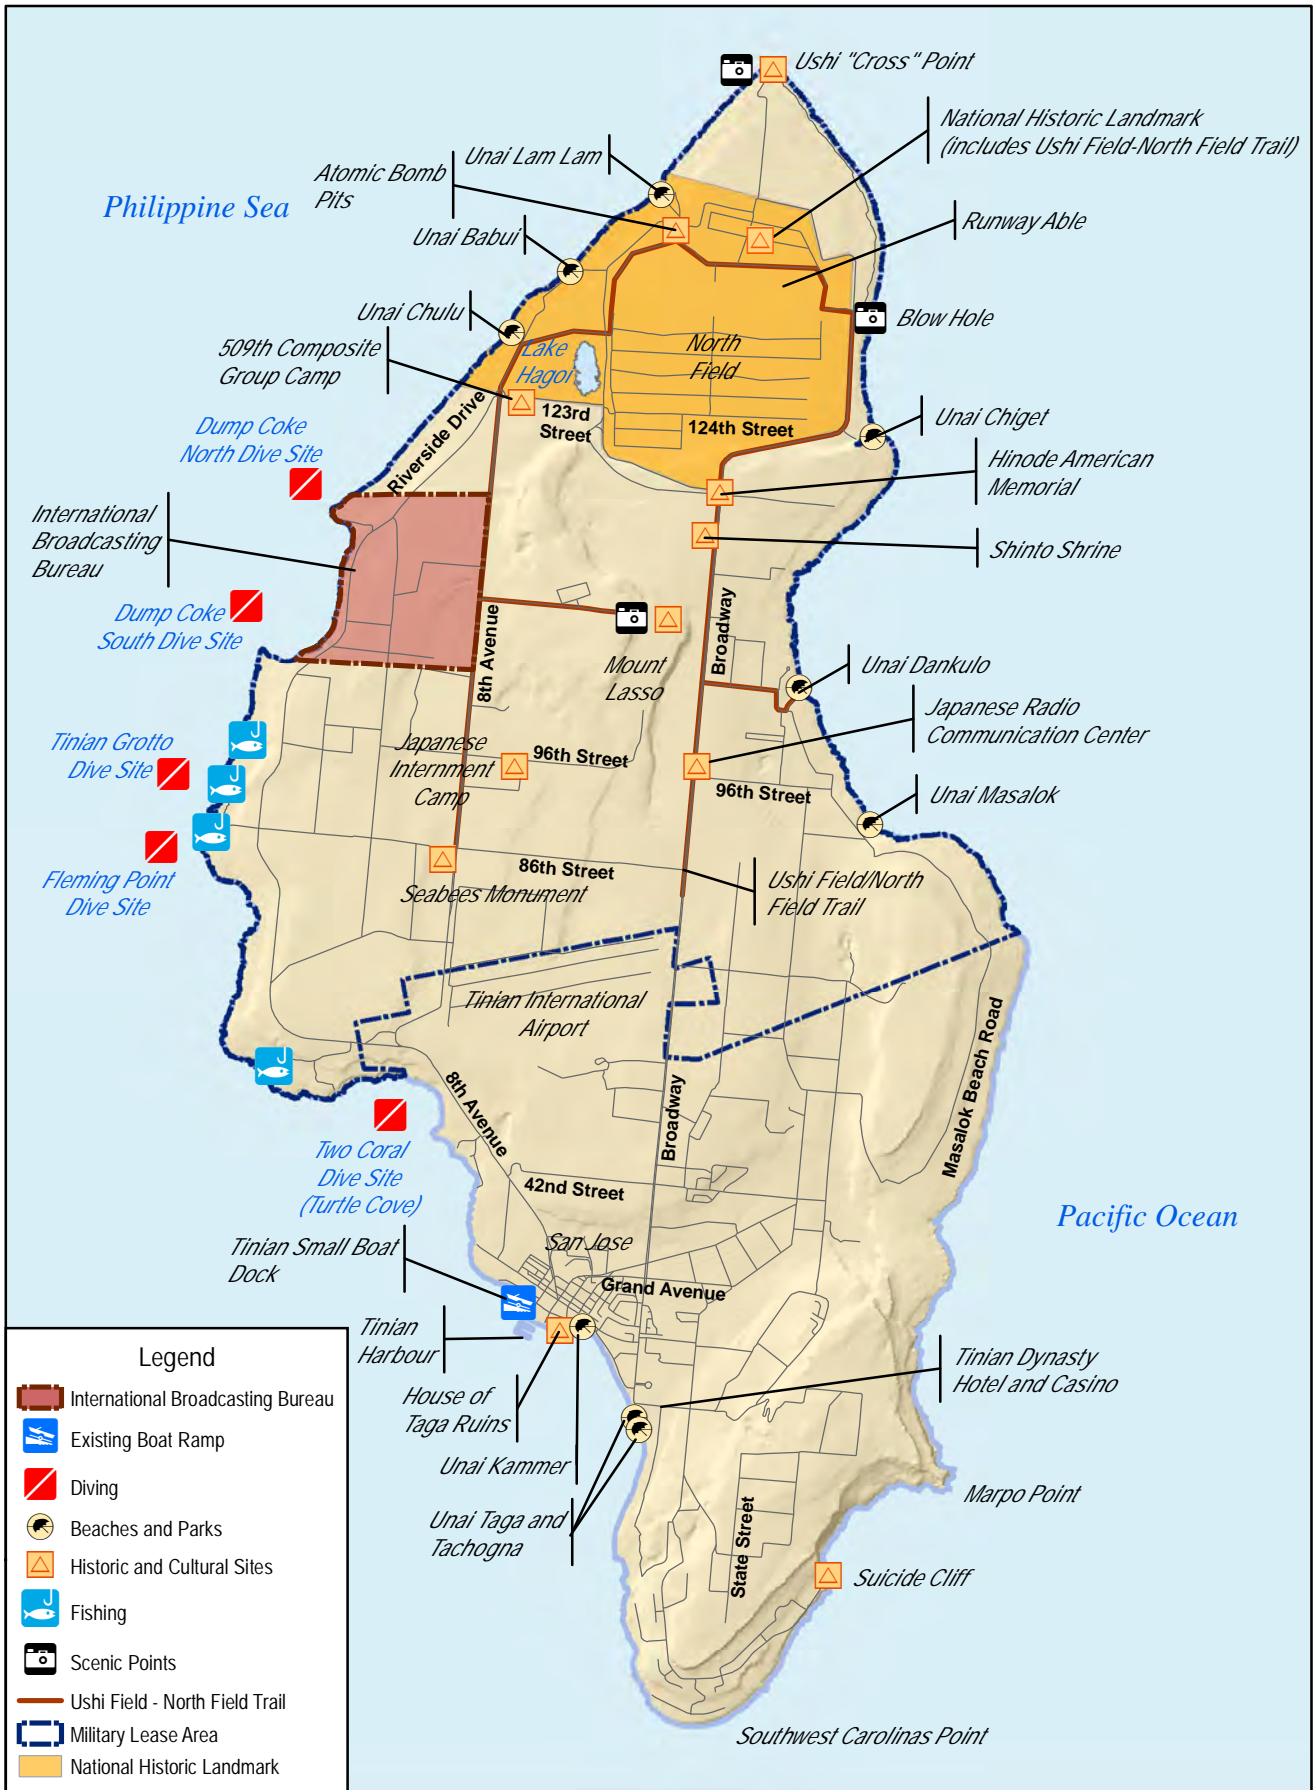 Ushi "Cross" Point
National Historic Landmark
(includes Ushi Field-North Field Trail)
Unai Lam Lam
Atomic Bomb
Pits
Philippine Sea
Runway Able
Unai Babui
Unai Chulu
Blow Hole
509th Composite
Group Camp
Lake
Hagoi
North
Field
123rd
Street
124th Street
Unai Chiget
Dump Coke
North Dive Site
Riverside Drive
Hinode American
Memorial
International
Broadcasting
Bureau
Shinto Shrine
Dump Coke
South Dive Site
8th Avenue
Broadway
Mount
Lasso
Unai Dankulo
Japanese Radio
Communication Center
Tinian Grotto
Dive Site
Japanese
Internment
Camp
96th Street
96th Street
Unai Masalok
Fleming Point
Dive Site
86th Street
Seabees Monument
Ushi Field/North
Field Trail
Tinian International
Airport
Masalok Beach Road
8th Avenue
Broadway
Two Coral
Dive Site
(Turtle Cove)
42nd Street
Pacific Ocean
San Jose
Tinian Small Boat
Dock
Grand Avenue
Tinian
Harbour
House of
Taga Ruins
Tinian Dynasty
Hotel and Casino
Unai Kammer
Marpo Point
Unai Taga and
Tachogna
State Street
Suicide Cliff
Southwest Carolinas Point
Legend
International Broadcasting Bureau
Existing Boat Ramp
Diving
Beaches and Parks
Historic and Cultural Sites
Fishing
Scenic Points
Ushi Field - North Field Trail
Military Lease Area
National Historic Landmark